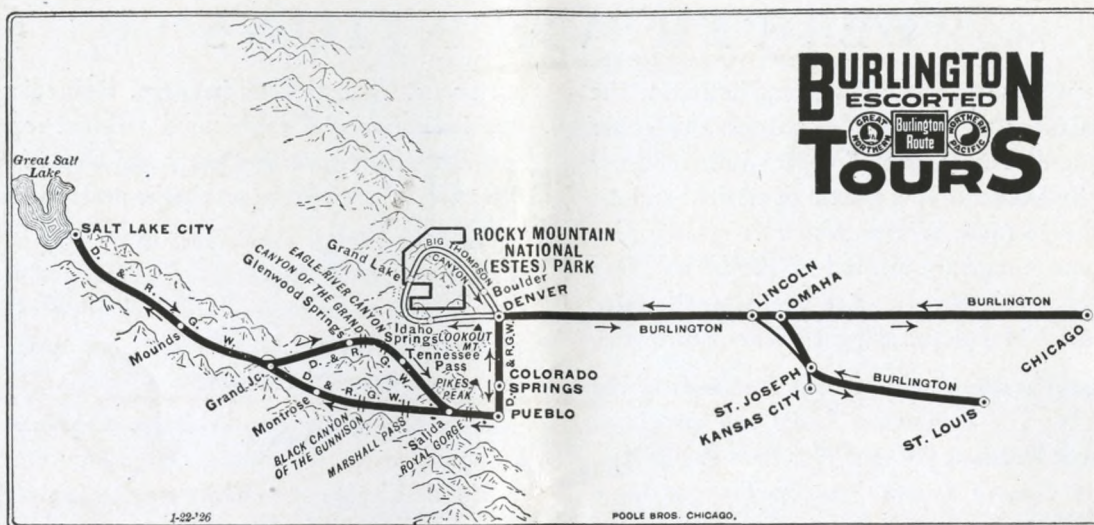 BURLINGTON
ESCORTED
GREAT NORTHERN
Burlington
Route
NORTHERN PACIFIC
TOURS
Great Salt
Lake
SALT LAKE CITY
D. & R. G. W.
Mounds
Grand Jc.
Glenwood Springs
CANYON OF THE GRAND
EAGLE-RIVER CANYON
D. & R. G. W.
Montrose
D. & R. G. W.
BLACK CANYON
OF THE GUNNISON
MARSHALL PASS
Salida
ROYAL GORGE
Grand Lake
BIG THOMPSON
CANYON
ROCKY MOUNTAIN
NATIONAL
(ESTES) PARK
Boulder
DENVER
Idaho
Springs
LOOKOUT
MT.
Tennessee
Pass
PIKES
PEAK
D. & R.G.W.
COLORADO
SPRINGS
PUEBLO
BURLINGTON
LINCOLN
OMAHA
BURLINGTON
CHICAGO
ST. JOSEPH
KANSAS CITY
BURLINGTON
ST. LOUIS
1-22-'26
POOLE BROS. CHICAGO,